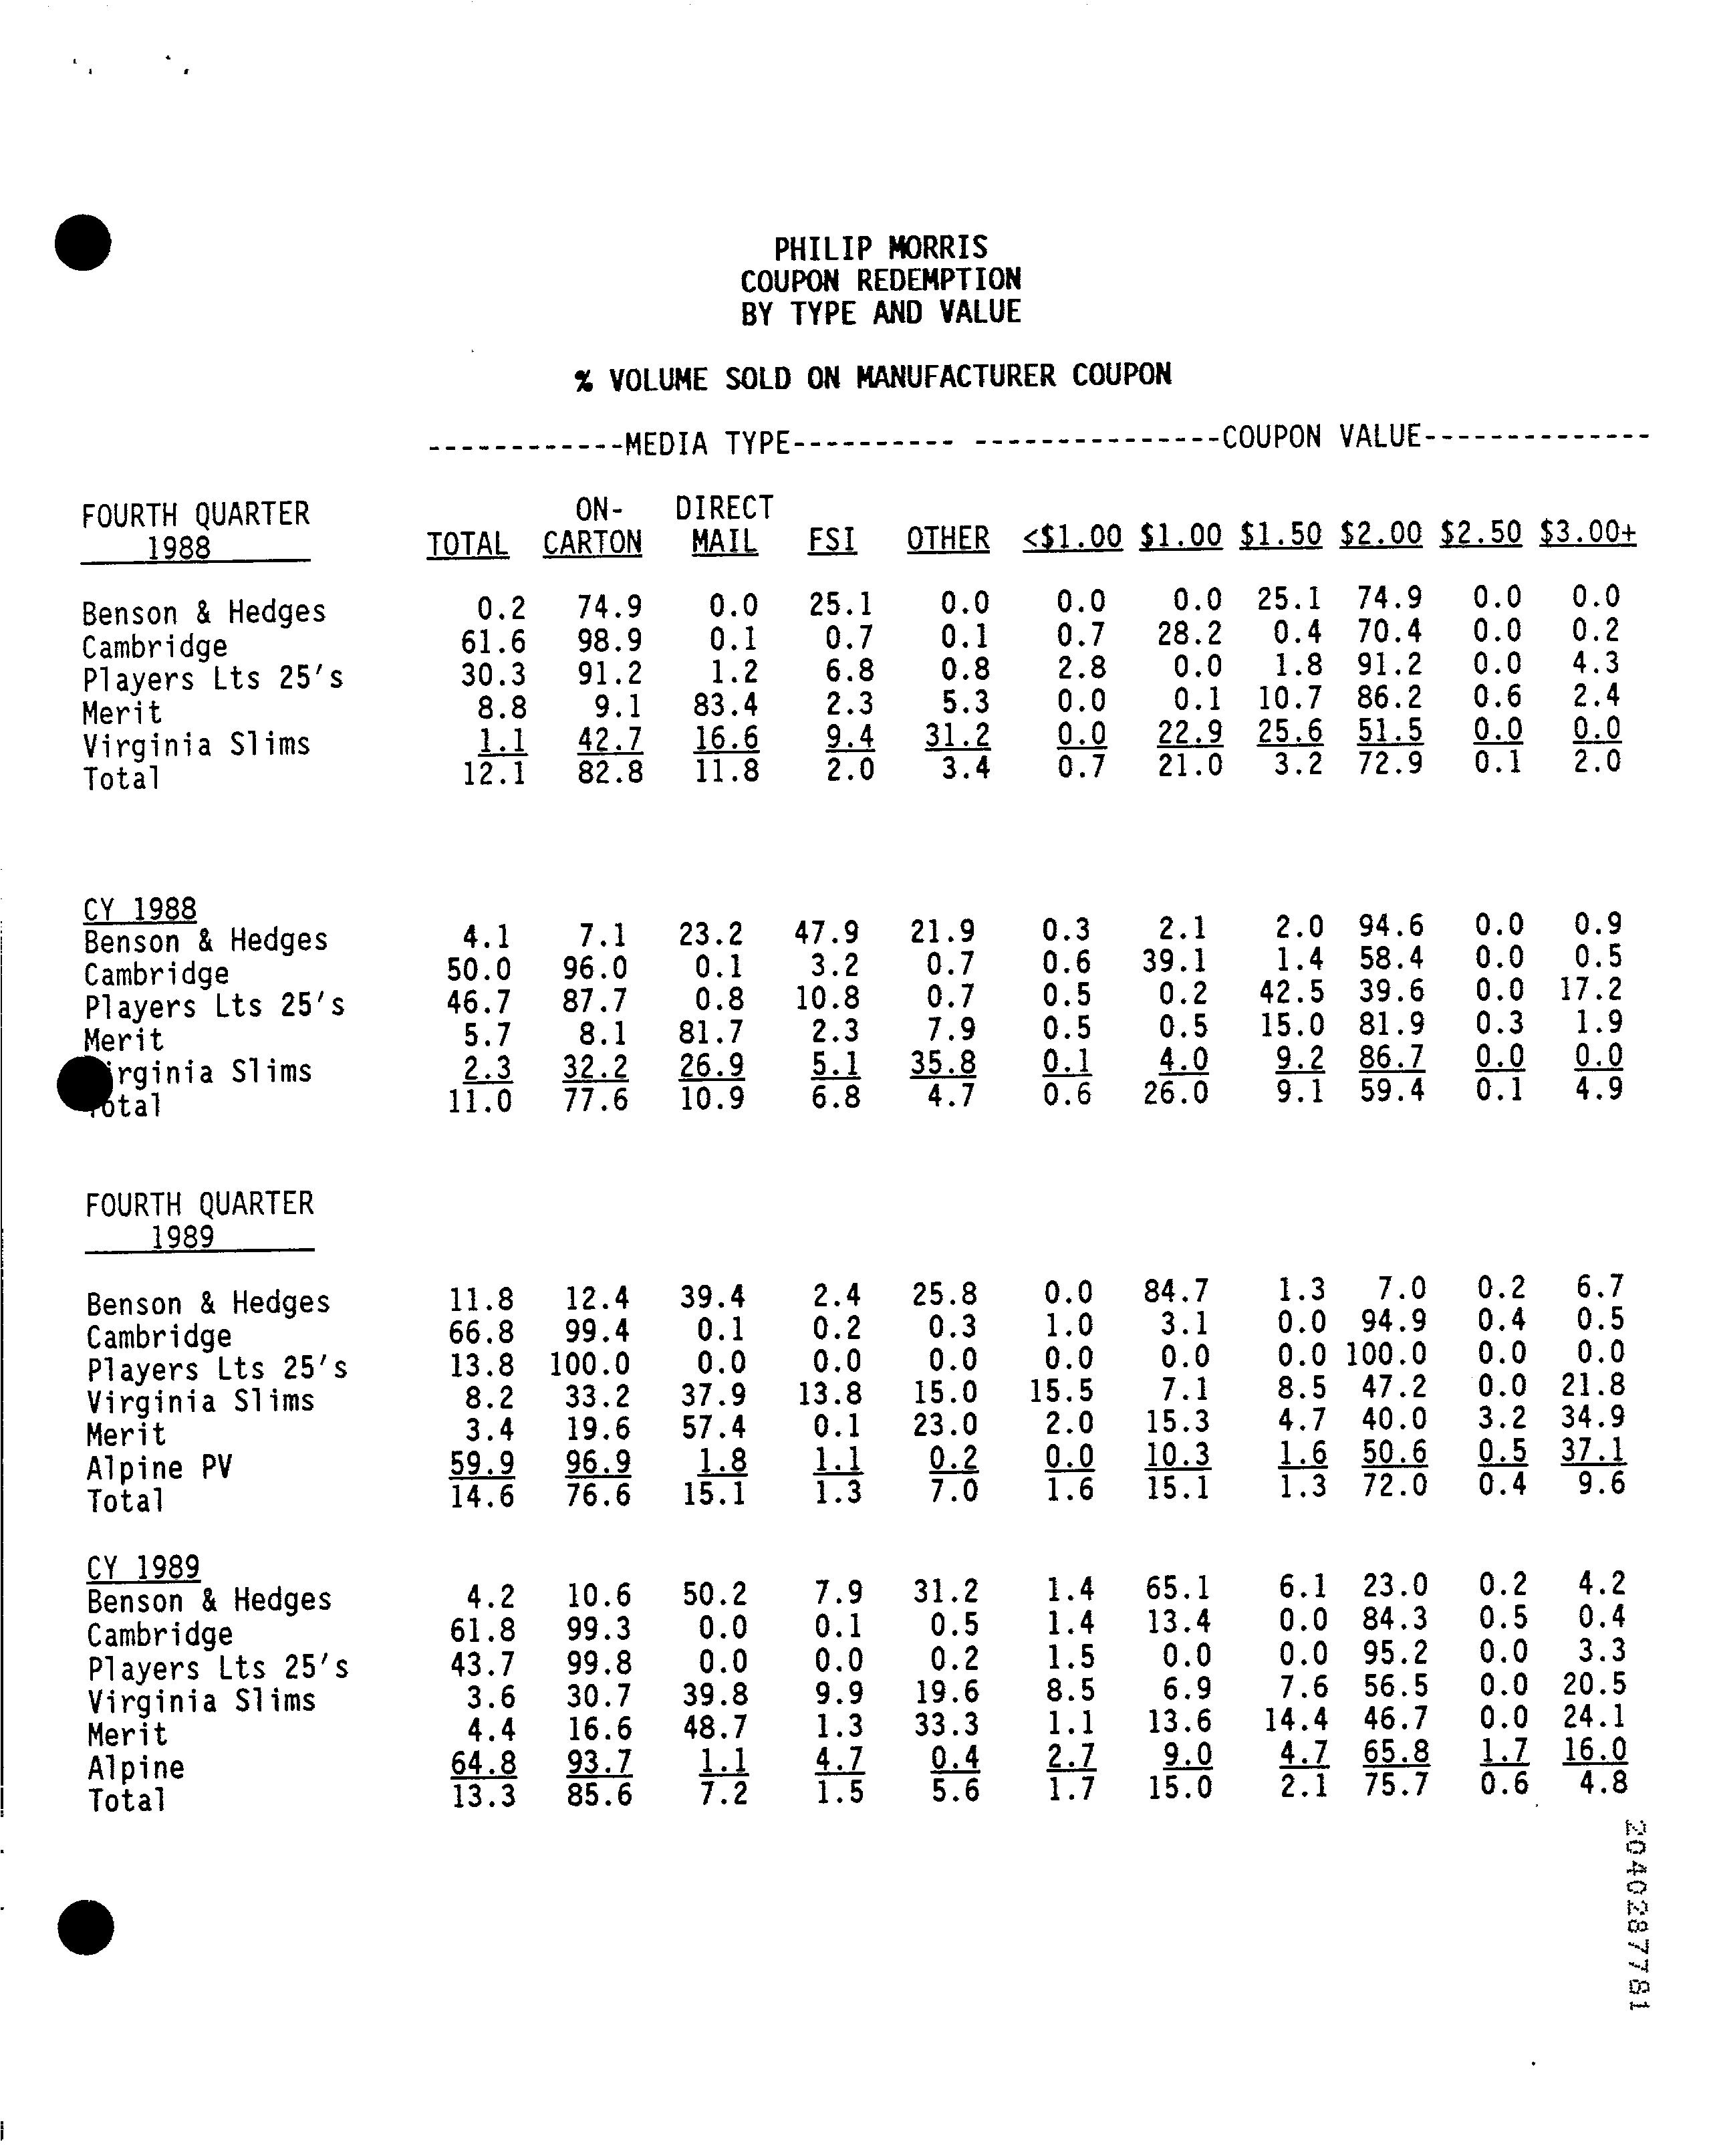 PHILIP MORRIS
COUPON REDEMPTION
BY TYPE AND VALUE
% VOLUME SOLD ON MANUFACTURER COUPON
------------MEDIA TYPE---------- ---------------COUPON VALUE--------------
ON- DIRECT
FOURTH QUARTER
1988 TOTAL CARTON MAIL FSI OTHER <$1.00 $1.00 $1.50 $2.00 $2.50 $3.00+
Benson & Hedges 0.2 74.9 0.0 25.1 0.0 0.0 0.0 25.1 74.9 0.0 0.0
Cambridge 61.6 98.9 0.1 0.7 0.1 0.7 28.2 0.4 70.4 0.0 0.2
Players Lts 25's 30.3 91.2 1.2 6.8 0.8 2.8 0.0 1.8 91.2 0.0 4.3
Merit 8.8 9.1 83.4 2.3 5.3 0.0 0.1 10.7 86.2 0.6 2.4
Virginia Slims 1.1 42.7 16.6 9.4 31.2 0.0 22.9 25.6 51.5 0.0 0.0
Total 12.1 82.8 11.8 2.0 3.4 0.7 21.0 3.2 72.9 0.1 2.0
CY 1988
Benson & Hedges 4.1 7.1 23.2 47.9 21.9 0.3 2.1 2.0 94.6 0.0 0.9
Cambridge 50.0 96.0 0.1 3.2 0.7 0.6 39.1 1.4 58.4 0.0 0.5
Players Lts 25's 46.7 87.7 0.8 10.8 0.7 0.5 0.2 42.5 39.6 0.0 17.2
Merit 5.7 8.1 81.7 2.3 7.9 0.5 0.5 15.0 81.9 0.3 1.9
irginia Slims 2.3 32.2 26.9 5.1 35.8 0.1 4.0 9.2 86.7 0.0 0.0
Total 11.0 77.6 10.9 6.8 4.7 0.6 26.0 9.1 59.4 0.1 4.9
FOURTH QUARTER
1989
Benson & Hedges 11.8 12.4 39.4 2.4 25.8 0.0 84.7 1.3 7.0 0.2 6.7
Cambridge 66.8 99.4 0.1 0.2 0.3 1.0 3.1 0.0 94.9 0.4 0.5
Players Lts 25's 13.8 100.0 0.0 0.0 0.0 0.0 0.0 0.0 100.0 0.0 0.0
Virginia Slims 8.2 33.2 37.9 13.8 15.0 15.5 7.1 8.5 47.2 0.0 21.8
Merit 3.4 19.6 57.4 0.1 23.0 2.0 15.3 4.7 40.0 3.2 34.9
Alpine PV 59.9 96.9 1.8 1.1 0.2 0.0 10.3 1.6 50.6 0.5 37.1
Total 14.6 76.6 15.1 1.3 7.0 1.6 15.1 1.3 72.0 0.4 9.6
CY 1989
Benson & Hedges 4.2 10.6 50.2 7.9 31.2 1.4 65.1 6.1 23.0 0.2 4.2
Cambridge 61.8 99.3 0.0 0.1 0.5 1.4 13.4 0.0 84.3 0.5 0.4
Players Lts 25's 43.7 99.8 0.0 0.0 0.2 1.5 0.0 0.0 95.2 0.0 3.3
Virginia Slims 3.6 30.7 39.8 9.9 19.6 8.5 6.9 7.6 56.5 0.0 20.5
Merit 4.4 16.6 48.7 1.3 33.3 1.1 13.6 14.4 46.7 0.0 24.1
Alpine 64.8 93.7 1.1 4.7 0.4 2.7 9.0 4.7 65.8 1.7 16.0
Total 13.3 85.6 7.2 1.5 5.6 1.7 15.0 2.1 75.7 0.6 4.8
2040287781